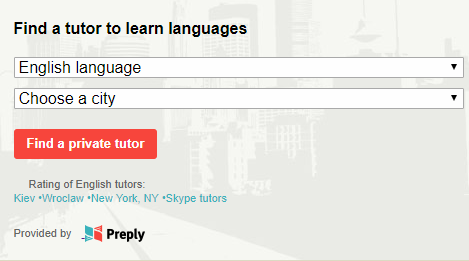 Find a tutor to learn languages
English language
Choose a city
Find a private tutor
Rating of English tutors:
Kiev •Wroclaw •New York, NY •Skype tutors
Provided by Preply